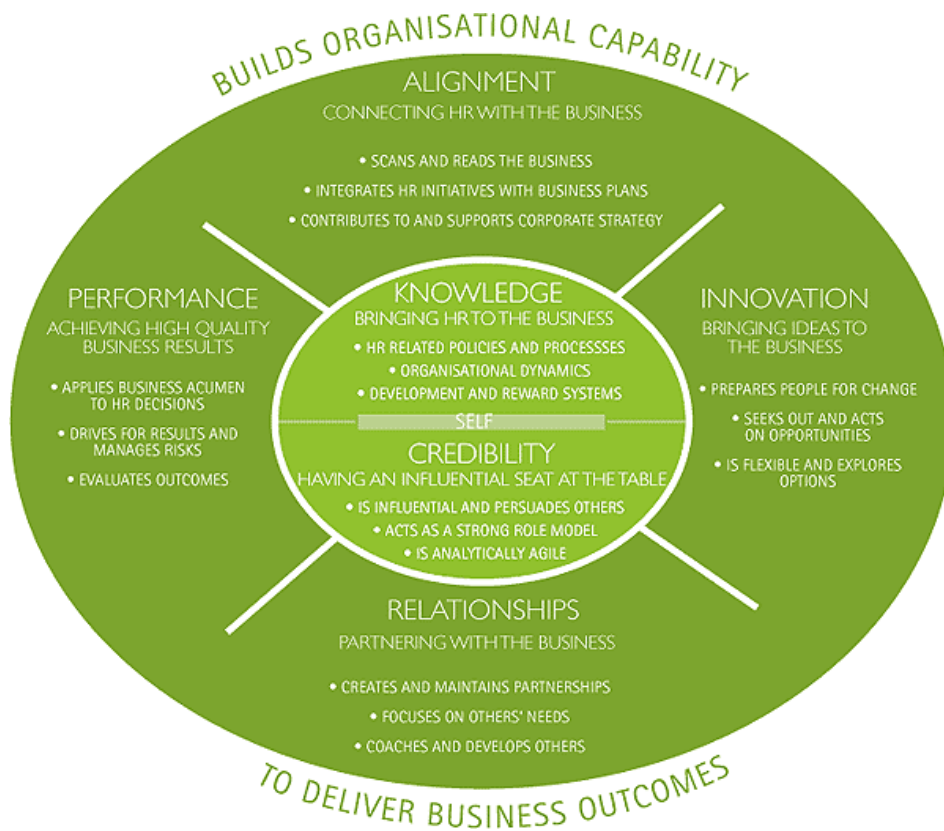 BUILDS ORGANISATIONAL CAPABILITY
ALIGNMENT
CONNECTING HR WITH THE BUSINESS
• SCANS AND READS THE BUSINESS
• INTEGRATES HR INITIATIVES WITH BUSINESS PLANS
• CONTRIBUTES TO AND SUPPORTS CORPORATE STRATEGY
PERFORMANCE
ACHIEVING HIGH QUALITY
BUSINESS RESULTS
• APPLIES BUSINESS ACUMEN
TO HR DECISIONS
• DRIVES FOR RESULTS AND
MANAGES RISKS
• EVALUATES OUTCOMES
KNOWLEDGE
BRINGING HR TO THE BUSINESS
• HR RELATED POLICIES AND PROCESSSES
• ORGANISATIONAL DYNAMICS
• DEVELOPMENT AND REWARD SYSTEMS
SELF
CREDIBILITY
HAVING AN INFLUENTIAL SEAT AT THE TABLE
• IS INFLUENTIAL AND PERSUADES OTHERS
• ACTS AS A STRONG ROLE MODEL
• IS ANALYTICALLY AGILE
INNOVATION
BRINGING IDEAS TO
THE BUSINESS
• PREPARES PEOPLE FOR CHANGE
• SEEKS OUT AND ACTS
ON OPPORTUNITIES
• IS FLEXIBLE AND EXPLORES
OPTIONS
RELATIONSHIPS
PARTNERING WITH THE BUSINESS
• CREATES AND MAINTAINS PARTNERSHIPS
• FOCUSES ON OTHERS' NEEDS
• COACHES AND DEVELOPS OTHERS
TO DELIVER BUSINESS OUTCOMES